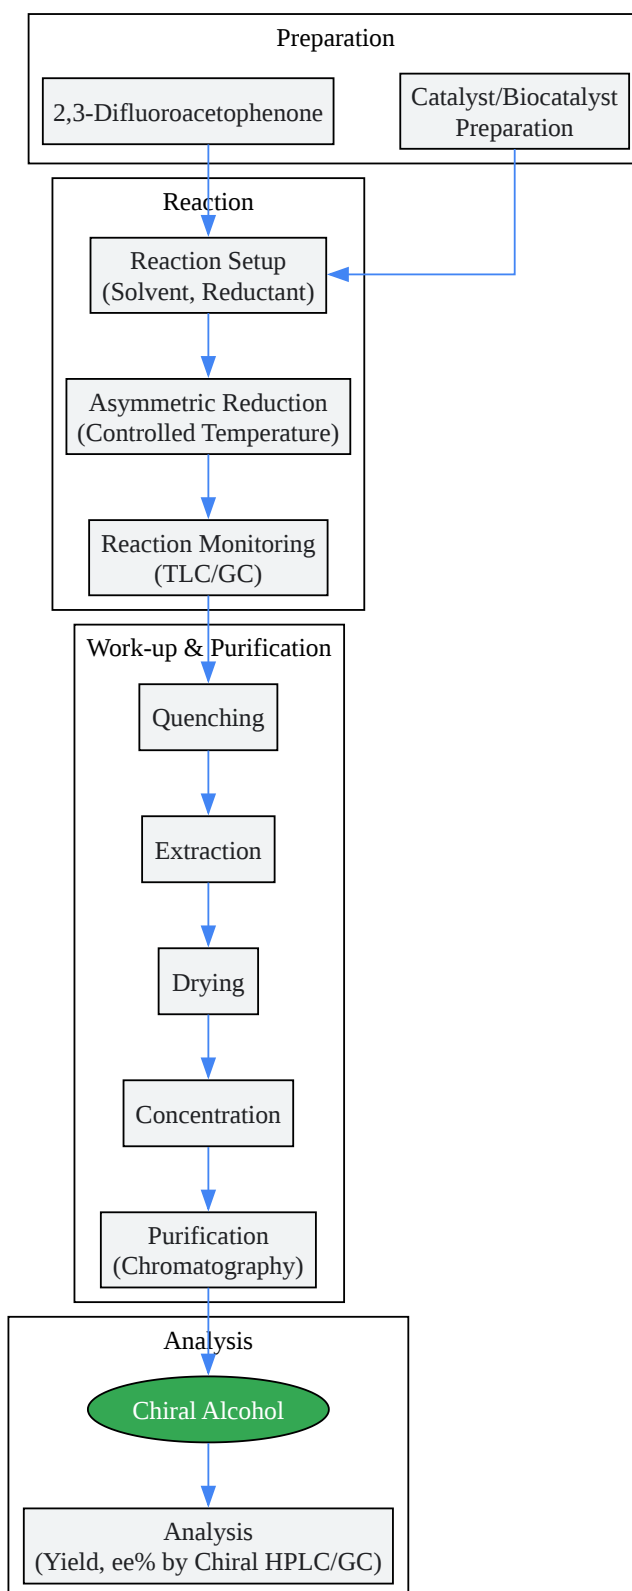 Preparation
2,3-Difluoroacetophenone
Catalyst/Biocatalyst
Preparation
Reaction
Reaction Setup
(Solvent, Reductant)
Asymmetric Reduction
(Controlled Temperature)
Reaction Monitoring
(TLC/GC)
Work-up & Purification
Quenching
Extraction
Drying
Concentration
Purification
(Chromatography)
Analysis
Chiral Alcohol
Analysis
(Yield, ee% by Chiral HPLC/GC)